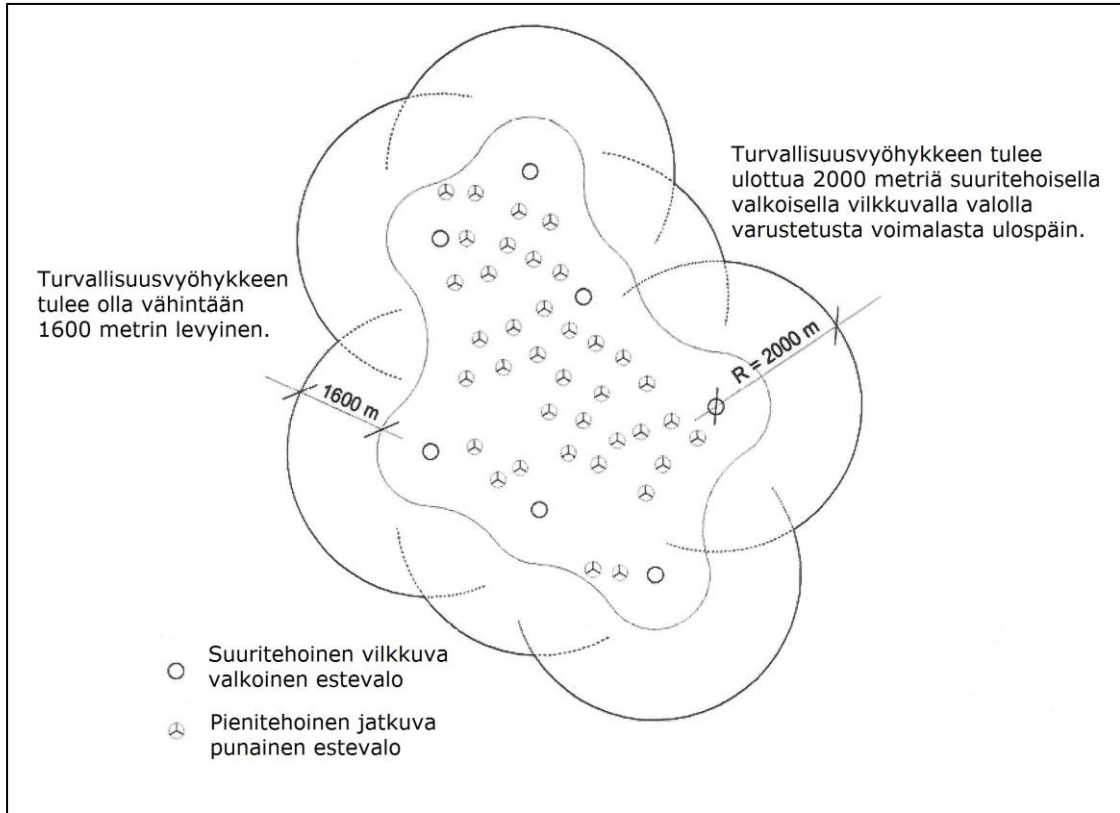 Turvallisuusvyöhykkeen tulee
ulottua 2000 metriä suuritehoisella
valkoisella vilkkuvalla valolla
varustetusta voimalasta ulospäin.
Turvallisuusvyöhykkeen
tulee olla vähintään
1600 metrin levyinen.
R = 2000 m
1600 m
Suuritehoinen vilkkuva
valkoinen estevalo
Pienitehoinen jatkuva
punainen estevalo